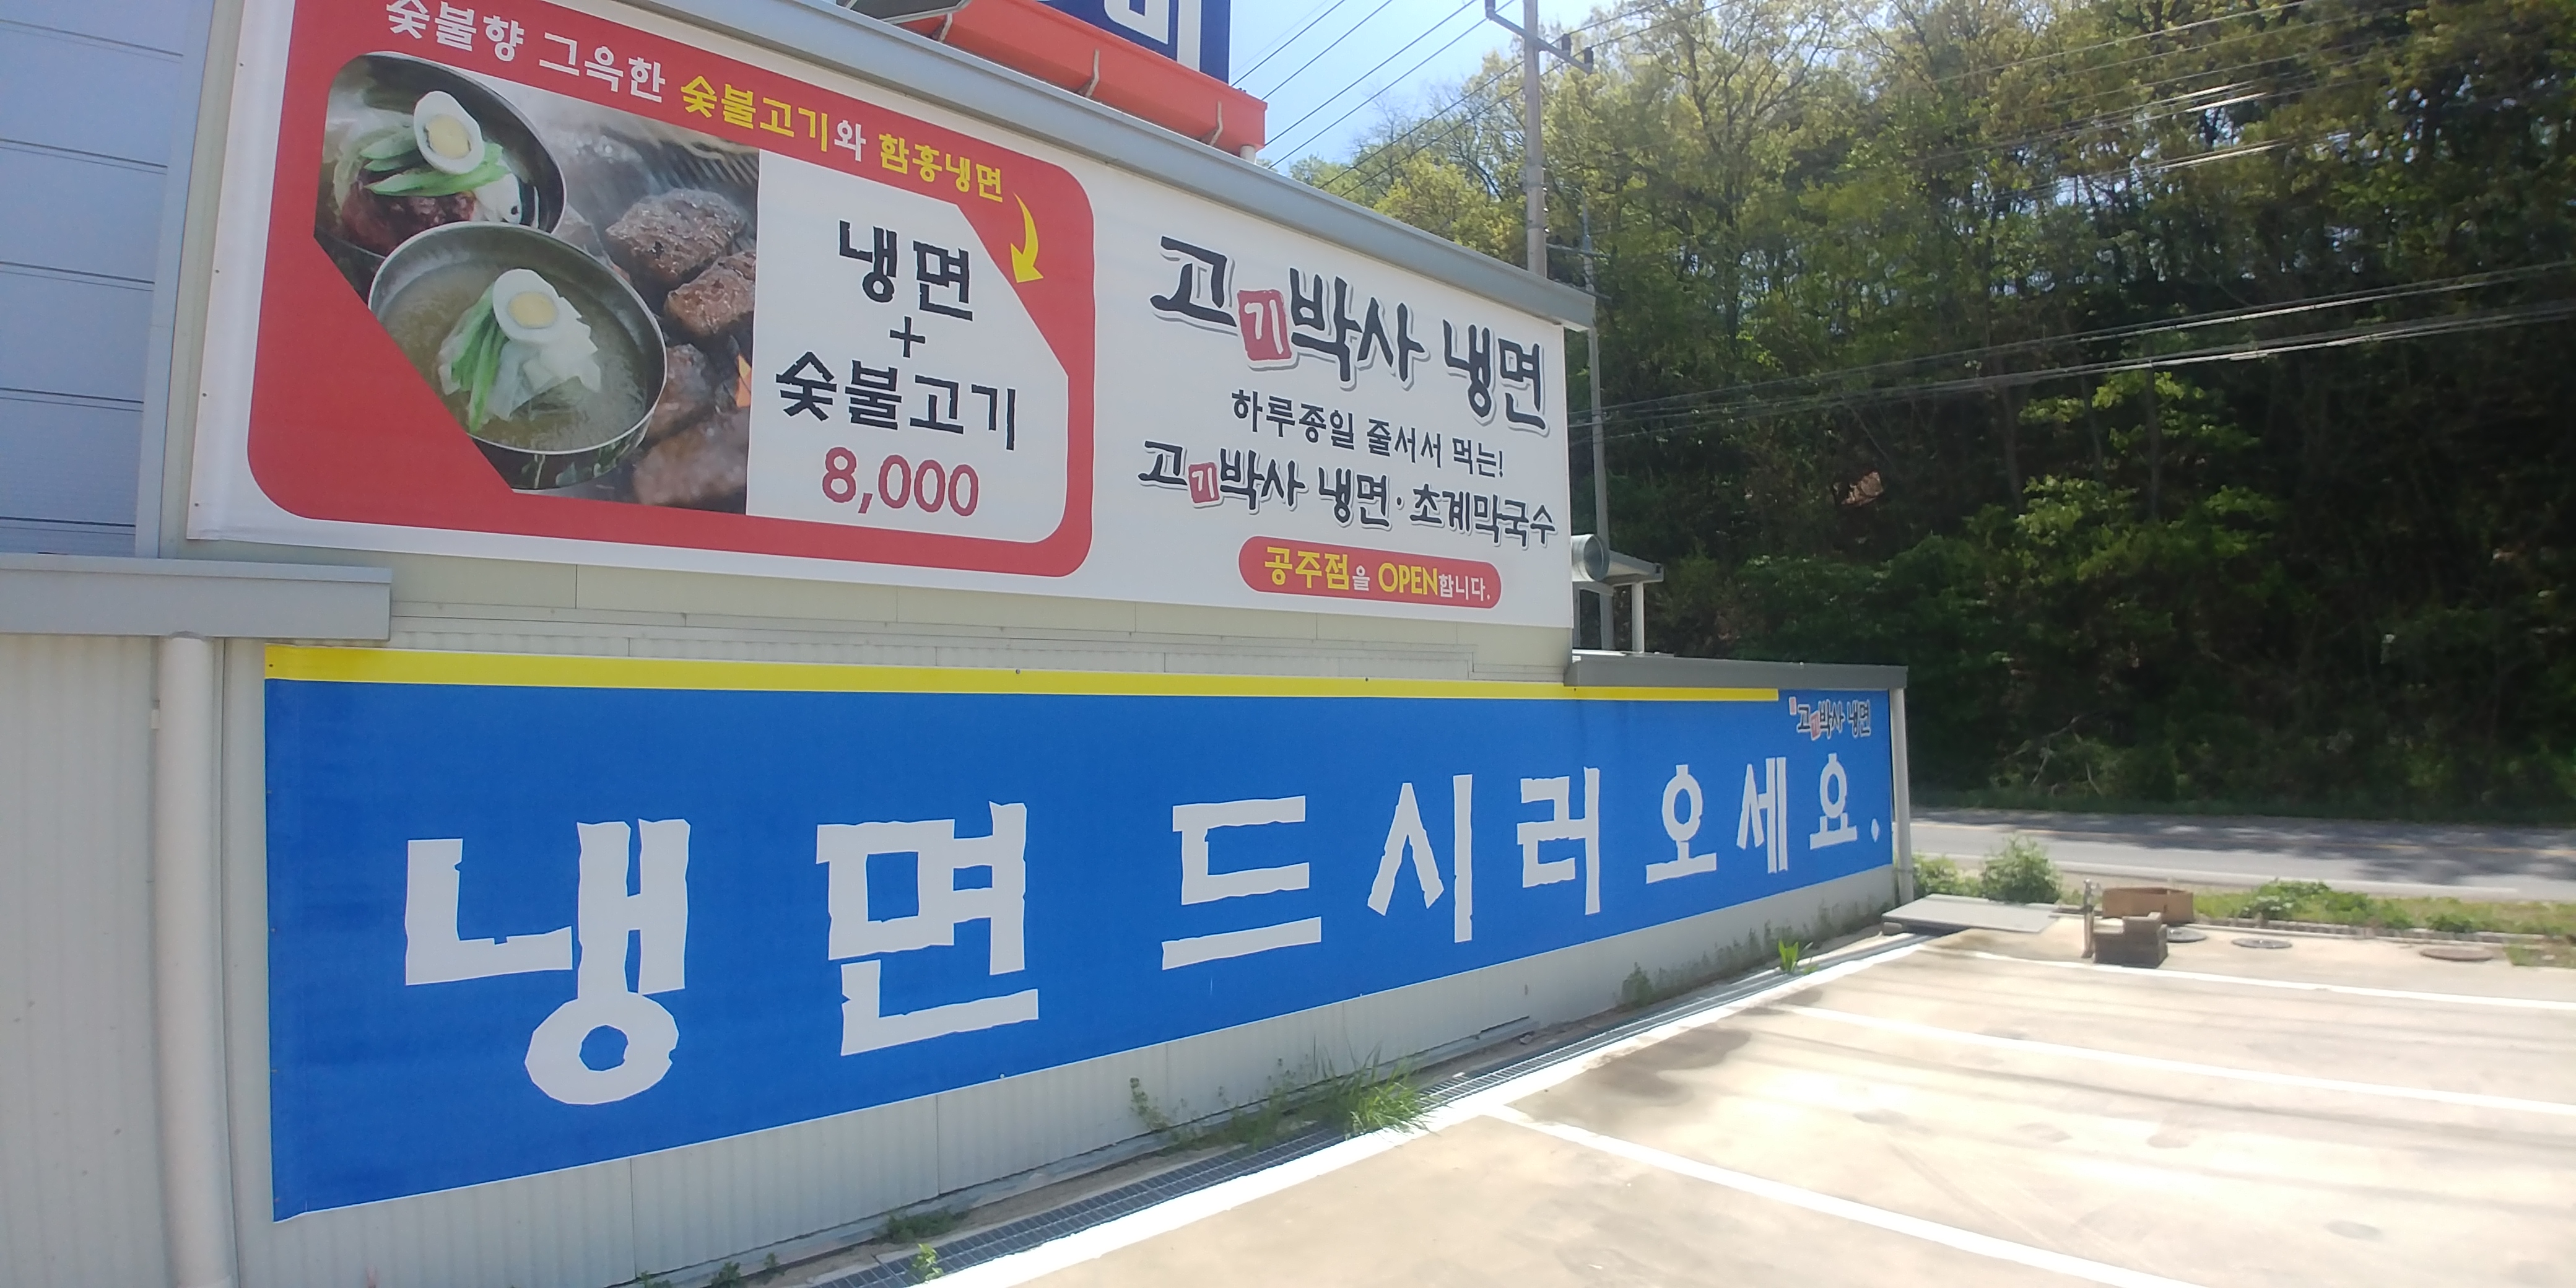 숯불향 그윽한 숯불고기와 함흥냉면
냉면
+
숯불고기
8,000
고기박사 냉면
하루종일 줄서서 먹는!
고기박사 냉면·초계막국수
공주점을 OPEN합니다.
고기박사 냉면
냉면 드시러 오세요.